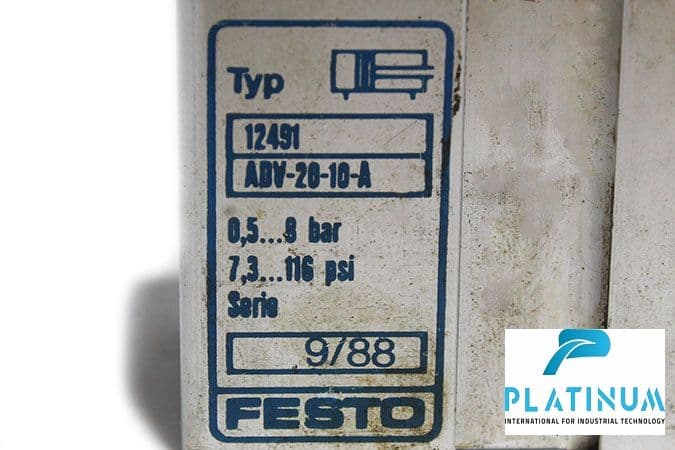 Typ
12491
ADV-20-10-A
0,5...8 bar
7,3...116 psi
Serie
9/88
FESTO
PLATINUM
INTERNATIONAL FOR INDUSTRIAL TECHNOLOGY